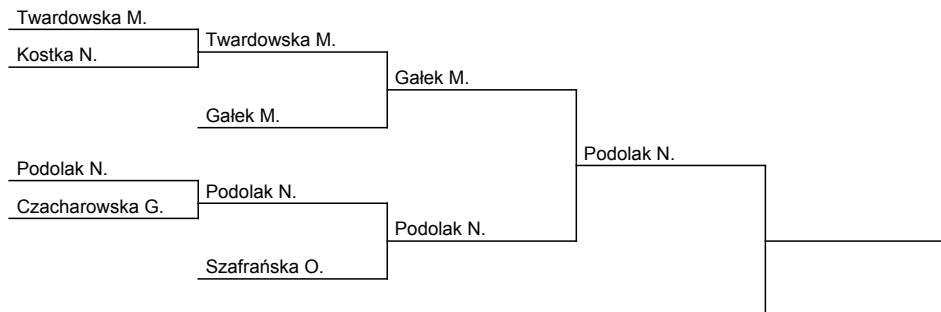 Twardowska M.
Kostka N.
Twardowska M.
Gałek M.
Gałek M.
Podolak N.
Podolak N.
Czacharowska G.
Podolak N.
Podolak N.
Szafrańska O.